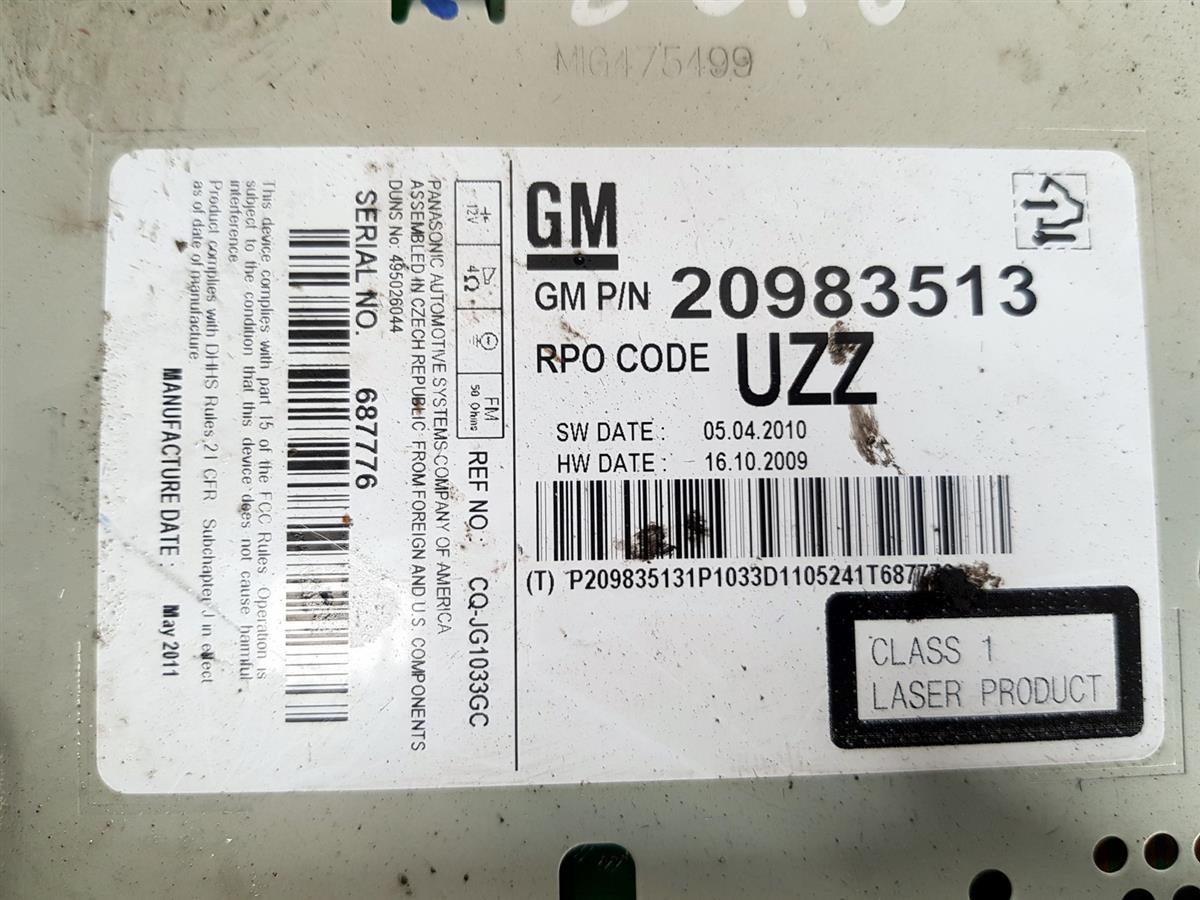 MIG475499
GM
GM P/N 20983513
RPO CODE UZZ
SW DATE : 05.04.2010
HW DATE : 16.10.2009
(T) P209835131P1033D1105241T68777
CLASS 1
LASER PRODUCT
12V
4Ω
FM
50 Ohms
REF NO.: CQ-JG1033GC
PANASONIC AUTOMOTIVE SYSTEMS COMPANY OF AMERICA
ASSEMBLED IN CZECH REPUBLIC FROM FOREIGN AND U.S. COMPONENTS
DUNS No: 495026044
SERIAL NO. 687776
This device complies with part 15 of the FCC Rules. Operation is
subject to the condition that this device does not cause harmful
interference.
Product complies with DHHS Rules 21 CFR Subchapter J in effect
as of date of manufacture.
MANUFACTURE DATE : May 2011